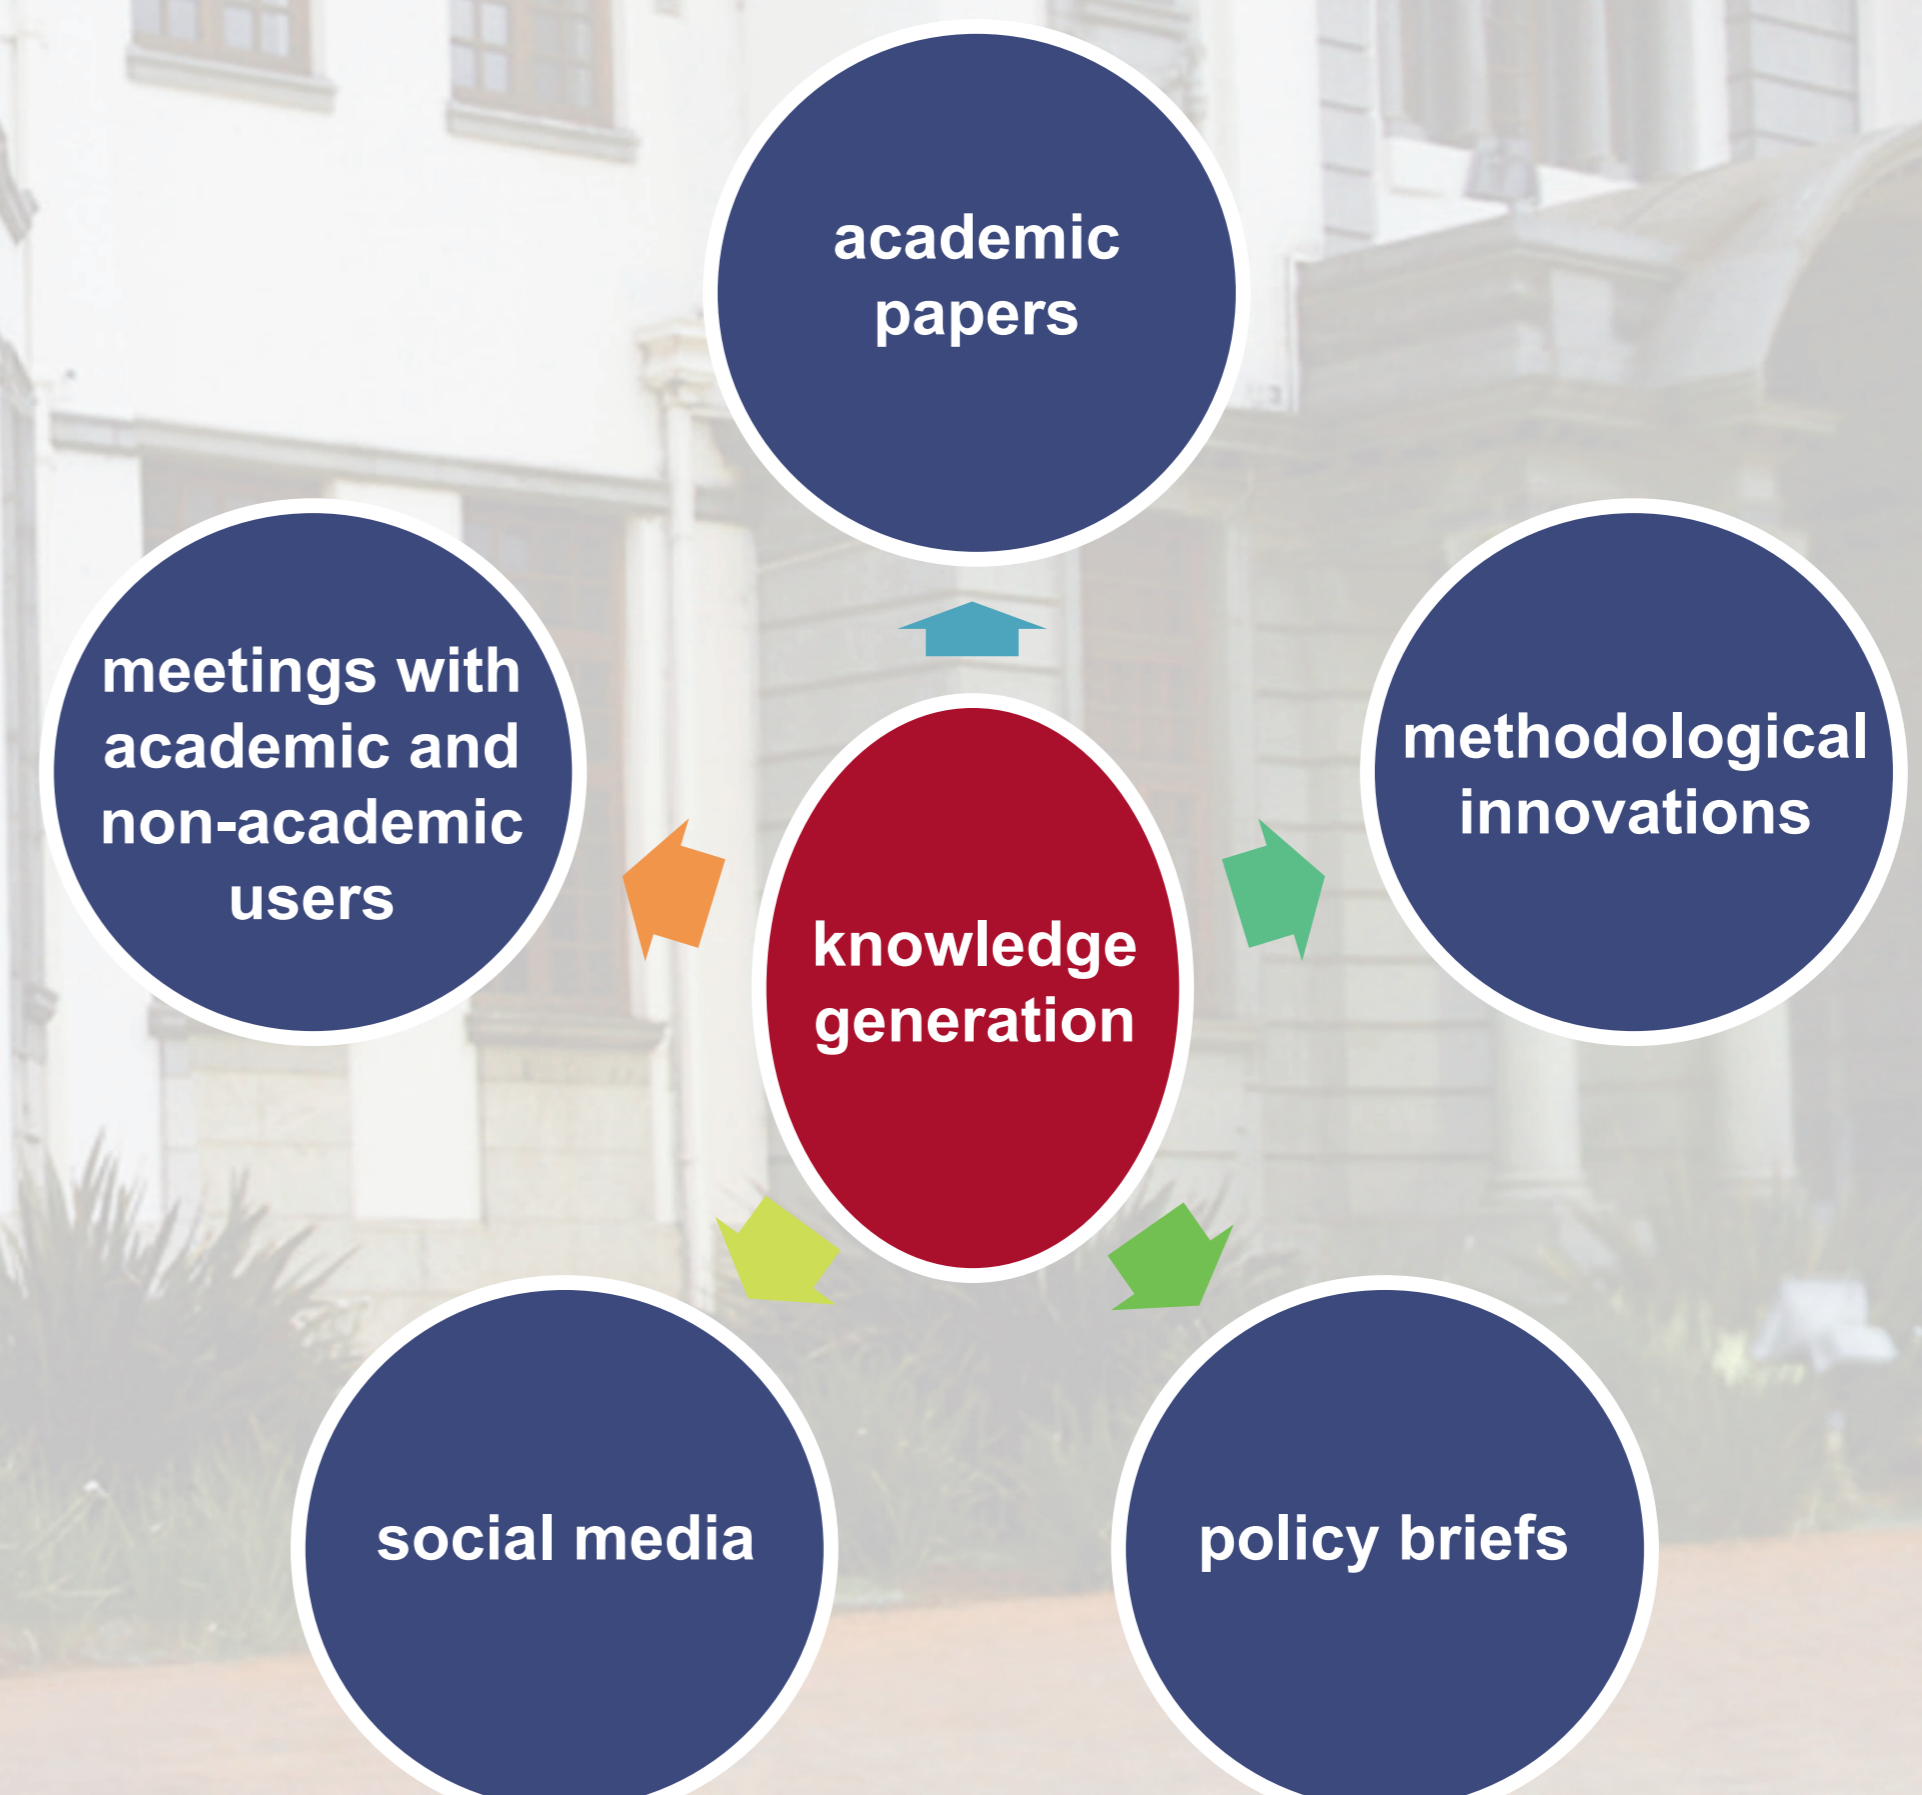 academic
papers
meetings with
academic and
non-academic
users
methodological
innovations
knowledge
generation
social media
policy briefs